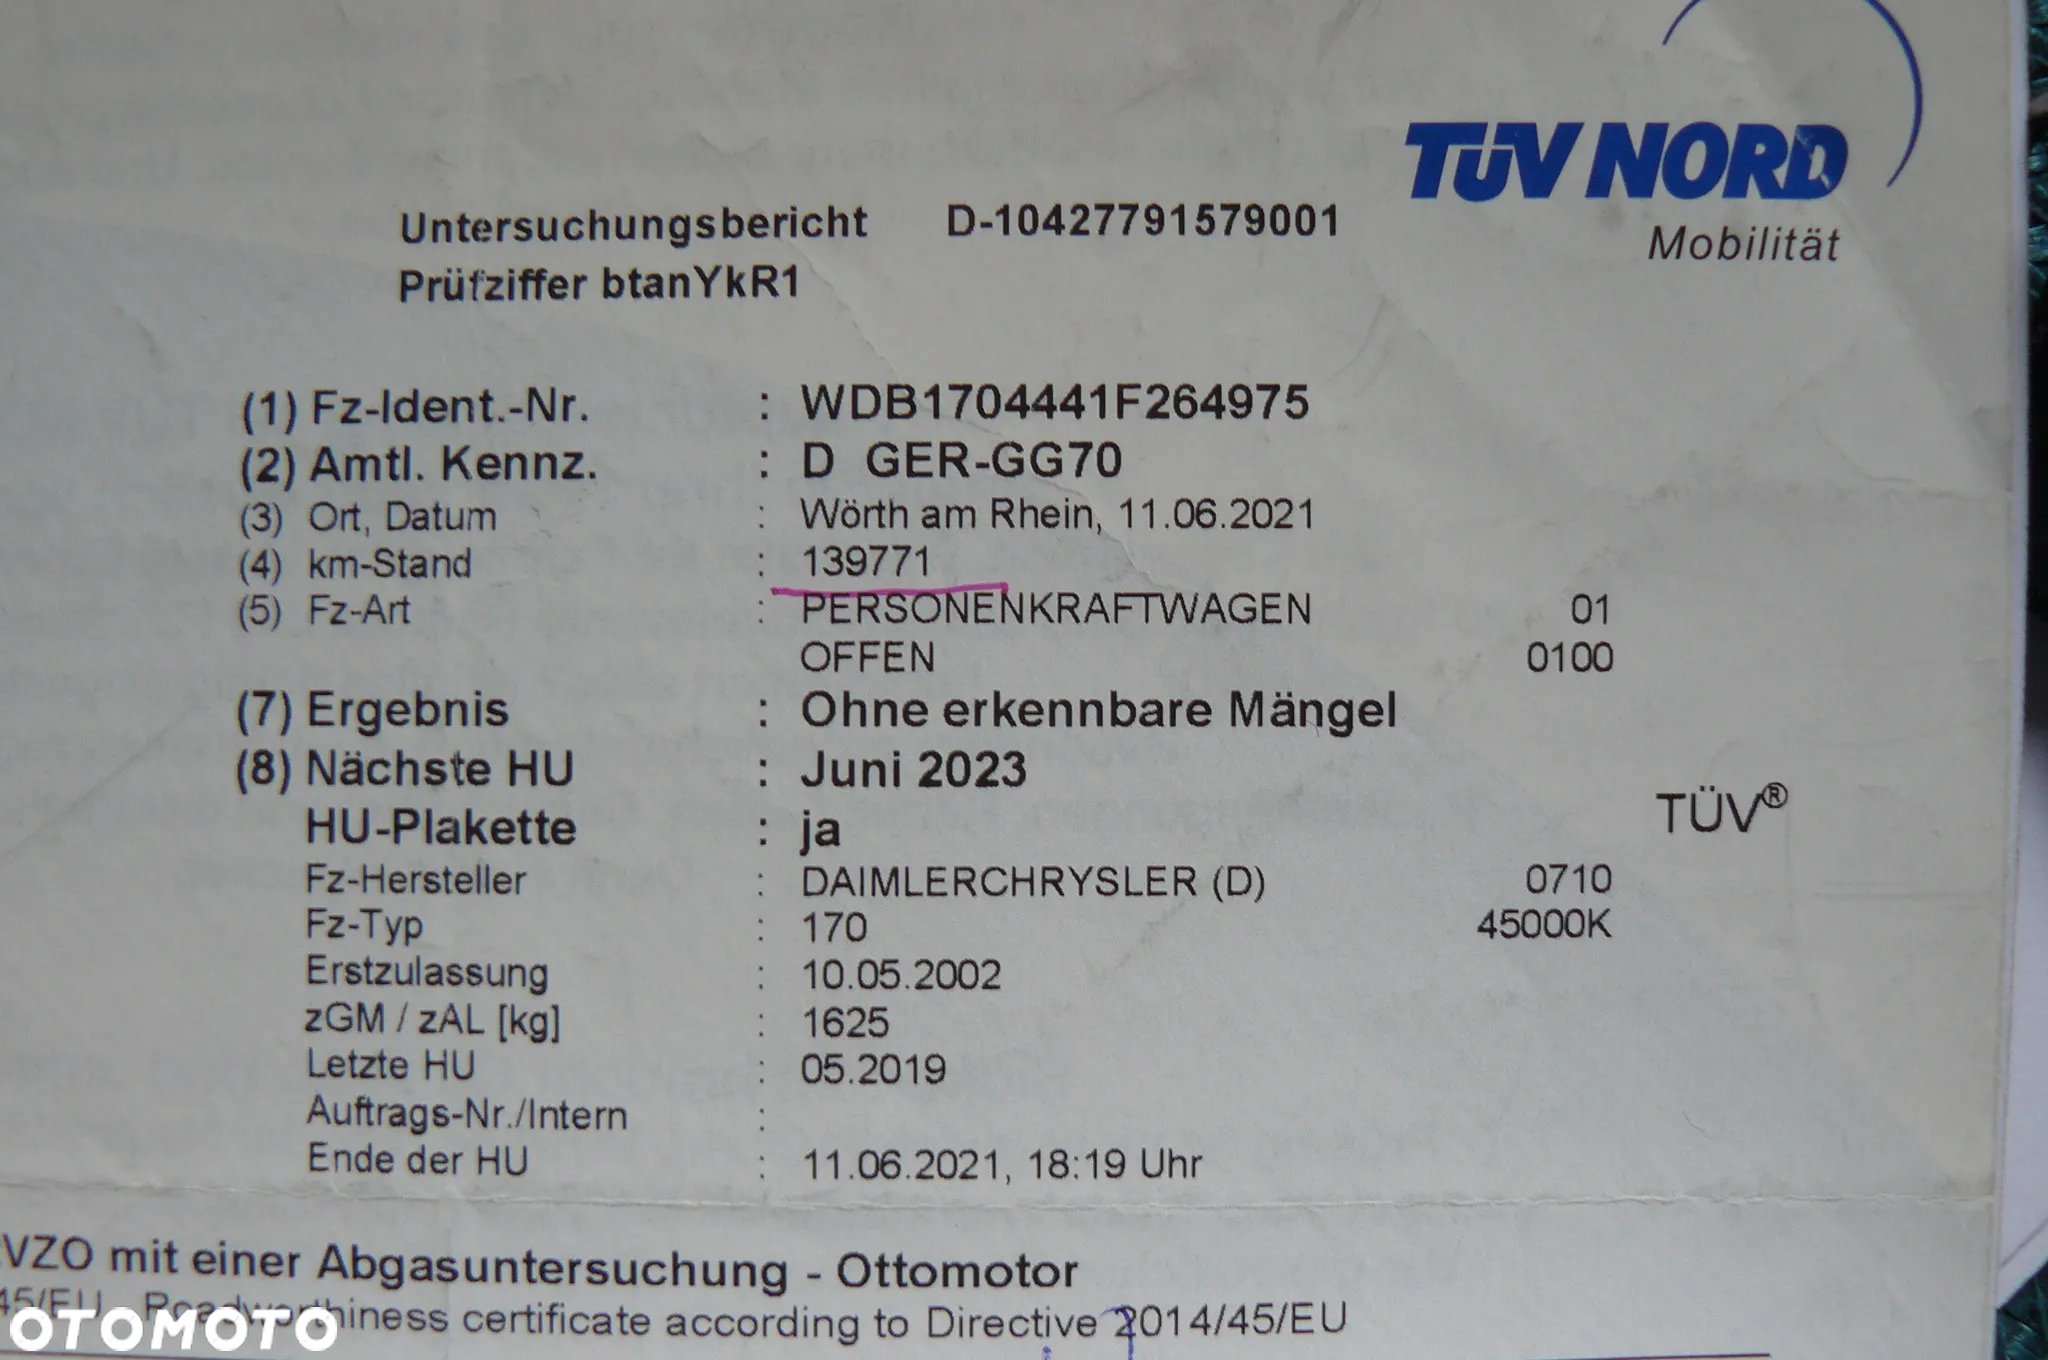 TÜV NORD
Mobilität
Untersuchungsbericht D-10427791579001
Prüfziffer btanYkR1
(1) Fz-Ident.-Nr. : WDB1704441F264975
(2) Amtl. Kennz. : D GER-GG70
(3) Ort, Datum : Wörth am Rhein, 11.06.2021
(4) km-Stand : 139771
(5) Fz-Art : PERSONENKRAFTWAGEN 01
OFFEN 0100
(7) Ergebnis : Ohne erkennbare Mängel
(8) Nächste HU : Juni 2023
HU-Plakette : ja
TÜV®
Fz-Hersteller : DAIMLERCHRYSLER (D) 0710
Fz-Typ : 170 45000K
Erstzulassung : 10.05.2002
zGM / zAL [kg] : 1625
Letzte HU : 05.2019
Auftrags-Nr./Intern :
Ende der HU : 11.06.2021, 18:19 Uhr
VZO mit einer Abgasuntersuchung - Ottomotor
45/EU - Roadworthiness certificate according to Directive 2014/45/EU
OTOMOTO